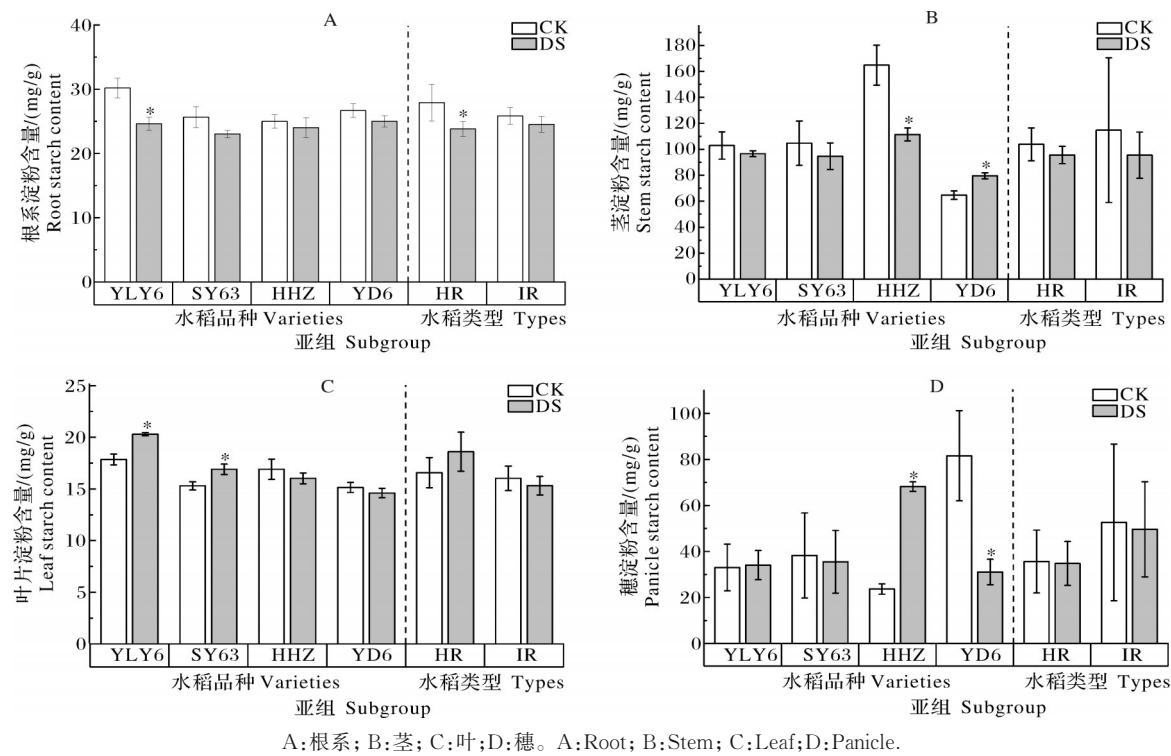 A
CK
DS
根系淀粉含量/(mg/g)
Root starch content
40
30
20
10
0
*
*
YLY6 SY63 HHZ YD6 HR IR
水稻品种 Varieties 水稻类型 Types
亚组 Subgroup
B
CK
DS
茎淀粉含量/(mg/g)
Stem starch content
180
160
140
120
100
80
60
40
20
0
*
*
YLY6 SY63 HHZ YD6 HR IR
水稻品种 Varieties 水稻类型 Types
亚组 Subgroup
C
CK
DS
叶片淀粉含量/(mg/g)
Leaf starch content
25
20
15
10
5
0
*
*
YLY6 SY63 HHZ YD6 HR IR
水稻品种 Varieties 水稻类型 Types
亚组 Subgroup
D
CK
DS
穗淀粉含量/(mg/g)
Panicle starch content
100
80
60
40
20
0
*
*
YLY6 SY63 HHZ YD6 HR IR
水稻品种 Varieties 水稻类型 Types
亚组 Subgroup
A:根系;B:茎;C:叶;D:穗。A:Root;B:Stem;C:Leaf;D:Panicle.